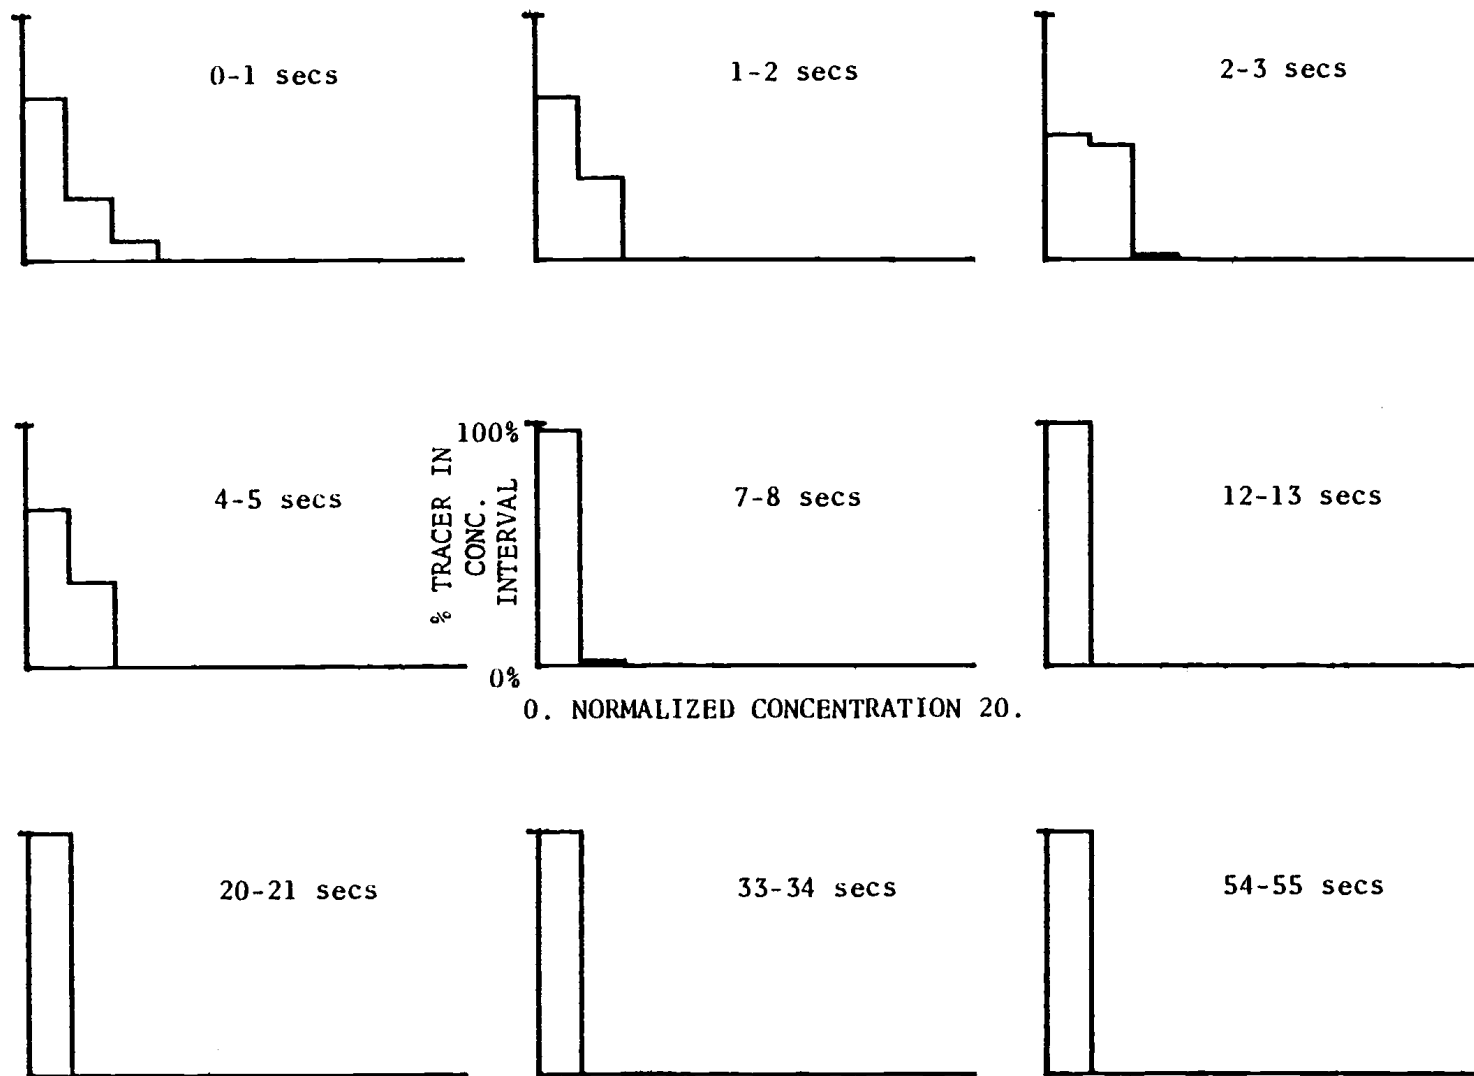 0-1 secs
1-2 secs
2-3 secs
4-5 secs
100%
% TRACER IN
CONC.
INTERVAL
0%
7-8 secs
12-13 secs
0. NORMALIZED CONCENTRATION 20.
20-21 secs
33-34 secs
54-55 secs